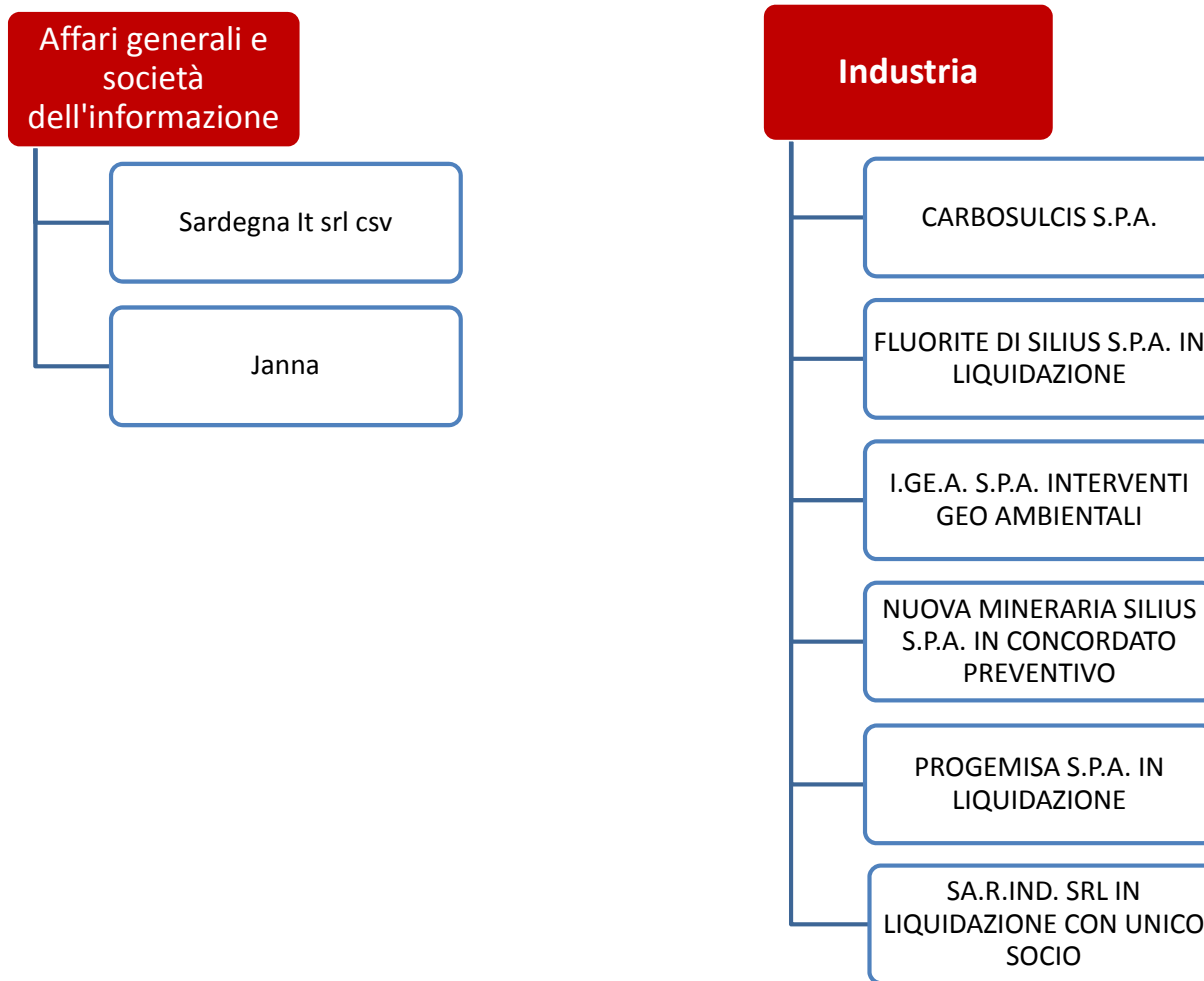 Affari generali e
società
dell'informazione
Sardegna It srl csv
Janna
Industria
CARBOSULCIS S.P.A.
FLUORITE DI SILIUS S.P.A. IN
LIQUIDAZIONE
I.GE.A. S.P.A. INTERVENTI
GEO AMBIENTALI
NUOVA MINERARIA SILIUS
S.P.A. IN CONCORDATO
PREVENTIVO
PROGEMISA S.P.A. IN
LIQUIDAZIONE
SA.R.IND. SRL IN
LIQUIDAZIONE CON UNICO
SOCIO